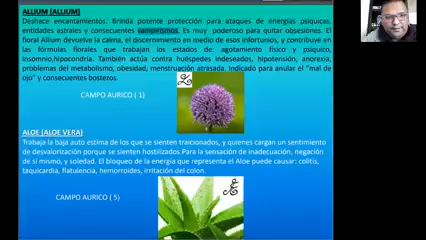 ALLIUM (ALLIUM)
Deshace encantamientos. Brinda potente protección para ataques de energías psíquicas,
entidades astrales y consecuentes vampirismos. Es muy poderoso para quitar obsesiones. El
floral Allium devuelve la calma, el discernimiento en medio de esos infortunios, y contribuye en
las fórmulas florales que trabajan los estados de: agotamiento físico y psíquico,
insomnio,hipocondría. También actúa contra huéspedes indeseados, hipotensión, anorexia,
problemas del metabolismo, obesidad, menstruación atrasada. Indicado para anular el "mal de
ojo" y consecuentes bostezos.
CAMPO AURICO ( 1)
ALOE (ALOE VERA)
Trabaja la baja auto estima de los que se sienten traicionados, y quienes cargan un sentimiento
de desvalorización porque se sienten hostilizados.Para la sensación de inadecuación, negación
de si mismo, y soledad. El bloqueo de la energía que representa el Aloe puede causar: colitis,
taquicardia, flatulencia, hemorroides, irritación del colon.
CAMPO AURICO ( 5)